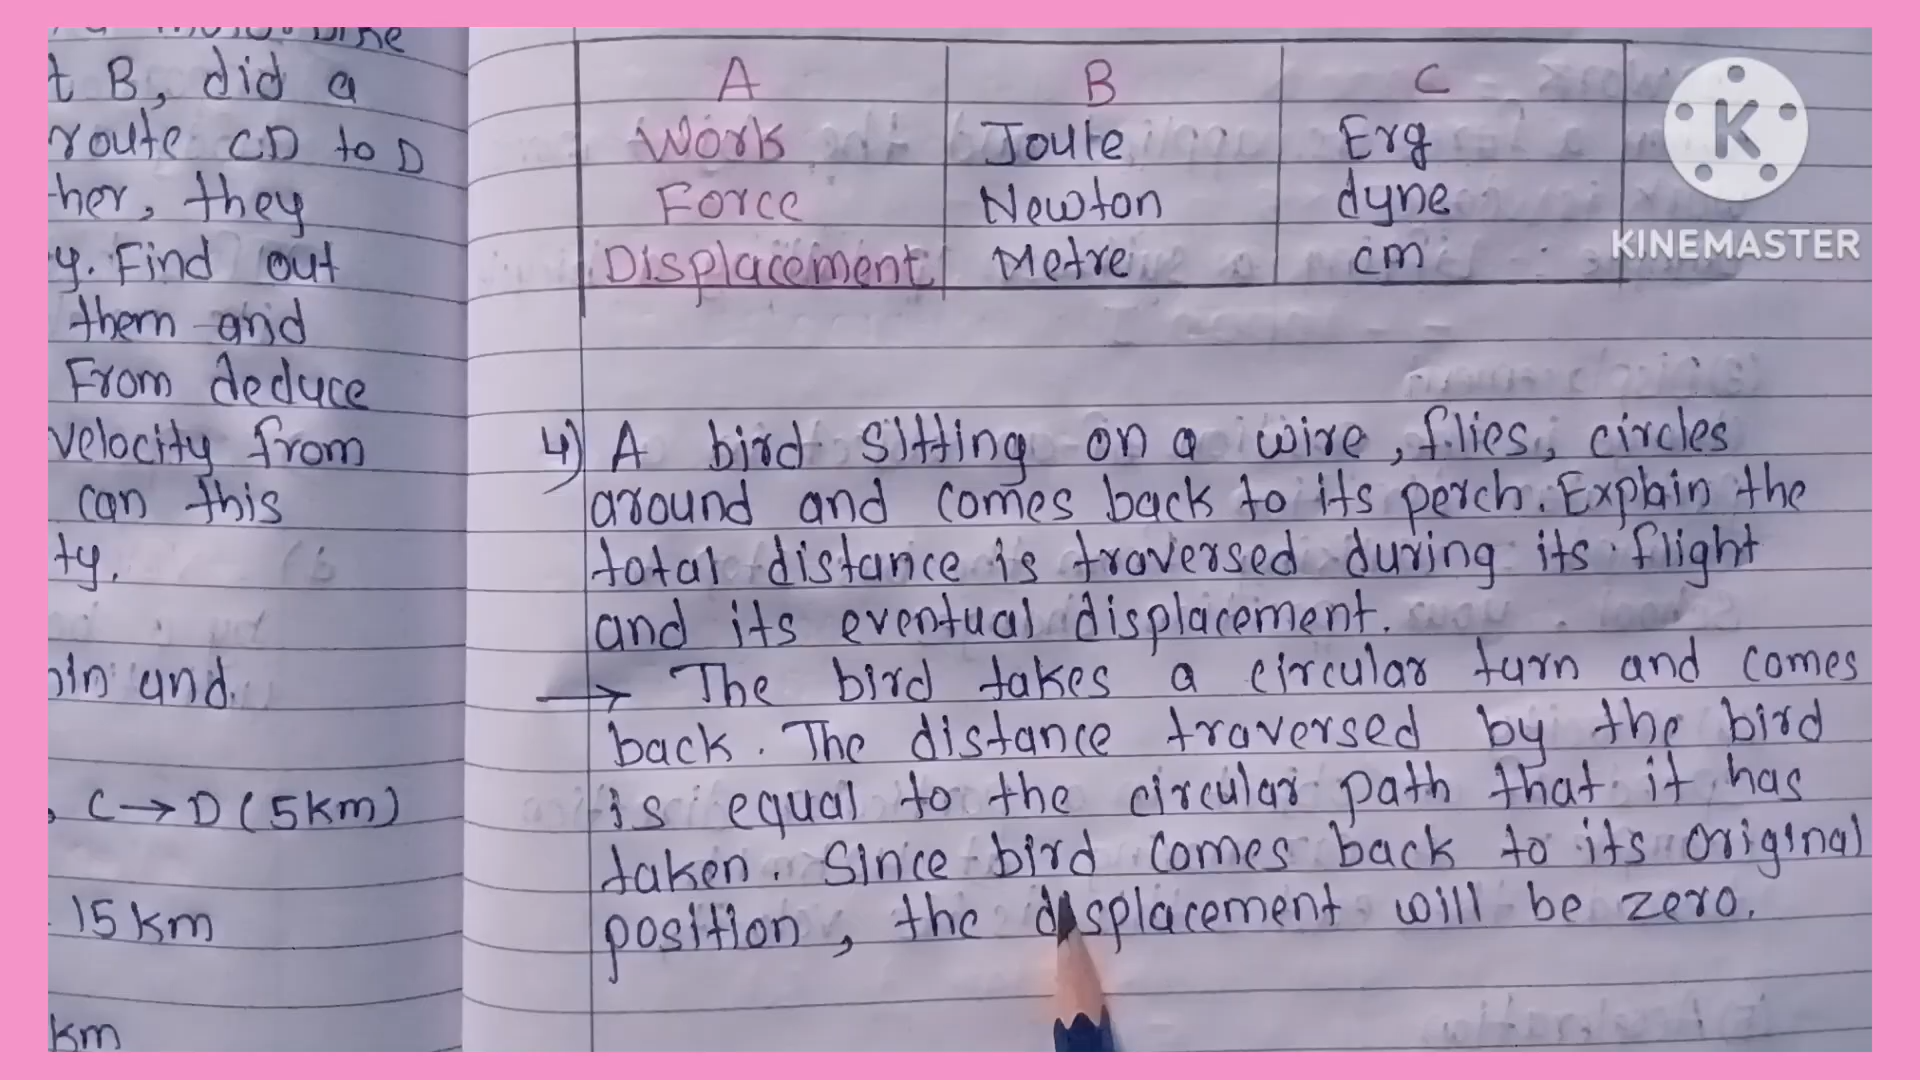 t B, did a
route CD to D
her, they
y. Find out
them and
From deduce
velocity from
can this
ty.
in and
C → D (5km)
15 km
km
A B C
Work Joule Erg
Force Newton dyne
Displacement Metre cm
K
KINEMASTER
4) A bird sitting on a wire, flies, circles
around and comes back to its perch. Explain the
total distance is traversed during its flight
and its eventual displacement.
→ The bird takes a circular turn and comes
back. The distance traversed by the bird
is equal to the circular path that it has
taken. Since bird comes back to its original
position, the displacement will be zero.